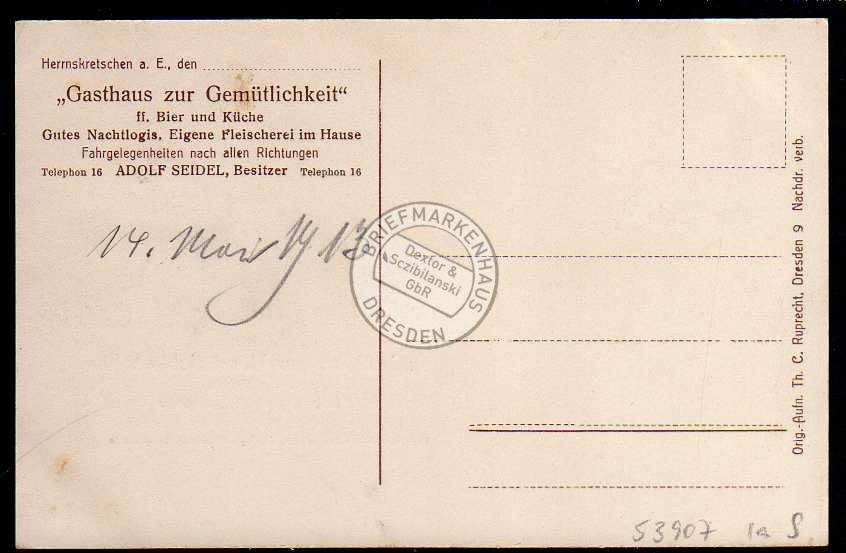 Herrnskretschen a. E., den
„Gasthaus zur Gemütlichkeit“
ff. Bier und Küche
Gutes Nachtlogis, Eigene Fleischerei im Hause
Fahrgelegenheiten nach allen Richtungen
Telephon 16 ADOLF SEIDEL, Besitzer Telephon 16
14. Mai 1913
BRIEFMARKENHAUS
Dexfor &
Sczibilanski
GbR
DRESDEN
Orig.-Aufn. Th. C. Ruprecht, Dresden 9 Nachdr. verb.
53907 1a S